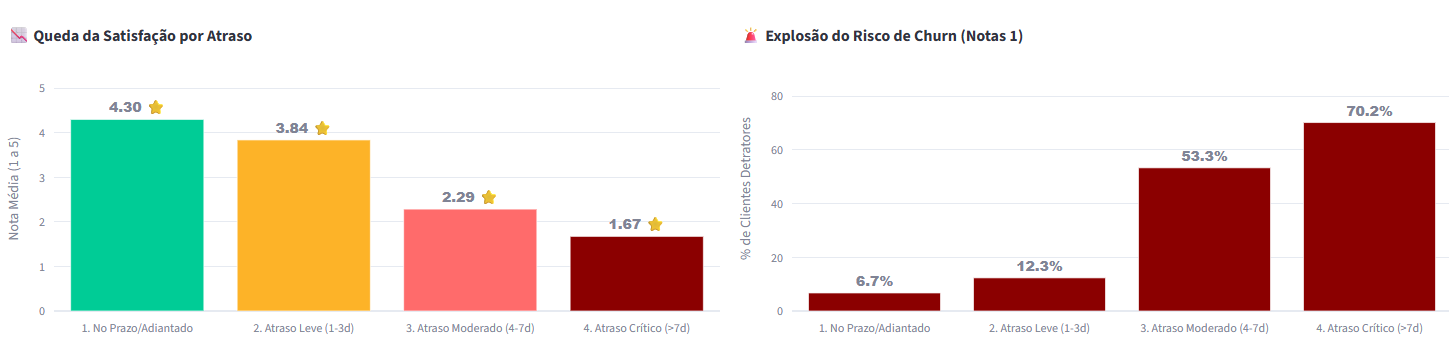 📉 Queda da Satisfação por Atraso
Nota Média (1 a 5)
5
4
3
2
1
0
4.30 ⭐
3.84 ⭐
2.29 ⭐
1.67 ⭐
1. No Prazo/Adiantado
2. Atraso Leve (1-3d)
3. Atraso Moderado (4-7d)
4. Atraso Crítico (>7d)
🚨 Explosão do Risco de Churn (Notas 1)
% de Clientes Detratores
80
60
40
20
0
6.7%
12.3%
53.3%
70.2%
1. No Prazo/Adiantado
2. Atraso Leve (1-3d)
3. Atraso Moderado (4-7d)
4. Atraso Crítico (>7d)